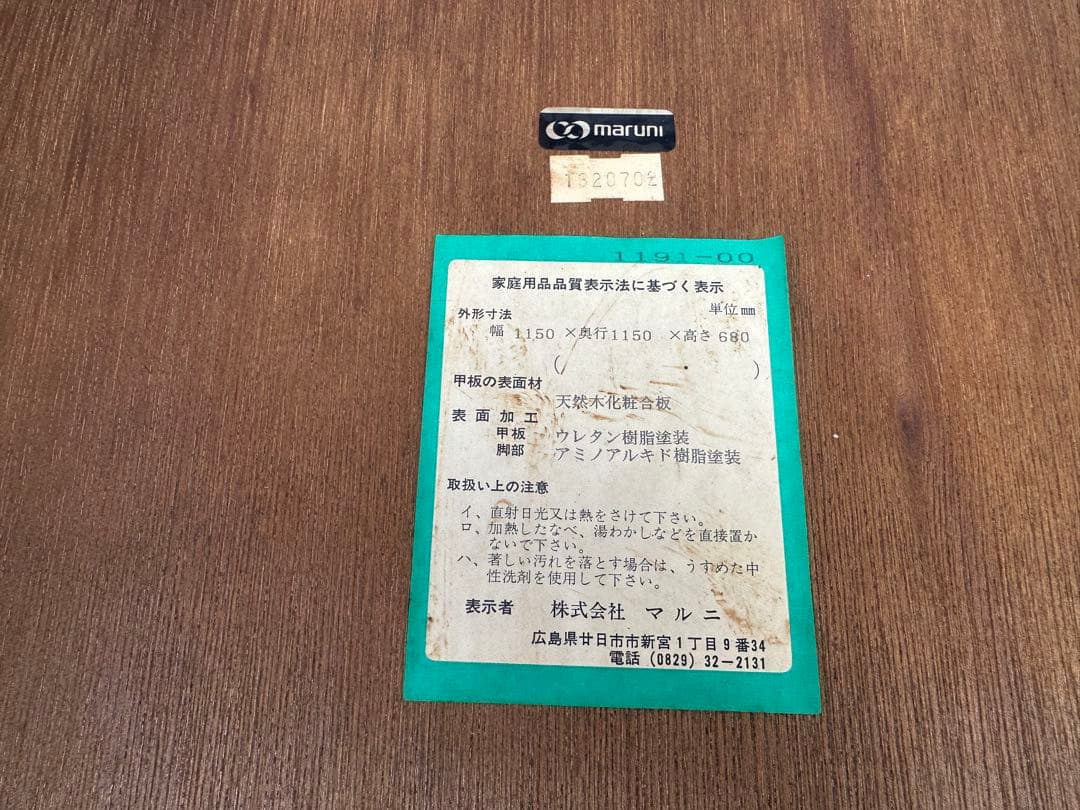 maruni
1320702
1191-00
家庭用品品質表示法に基づく表示
単位㎜
外形寸法
幅 1150 ×奥行1150 ×高さ 680
( )
甲板の表面材
天然木化粧合板
表面加工
甲板 ウレタン樹脂塗装
脚部 アミノアルキド樹脂塗装
取扱い上の注意
イ、直射日光又は熱をさけて下さい。
ロ、加熱したなべ、湯わかしなどを直接置か
ないで下さい。
ハ、著しい汚れを落とす場合は、うすめた中
性洗剤を使用して下さい。
表示者 株式会社 マルニ
広島県廿日市市新宮1丁目9番34
電話 (0829) 32-2131